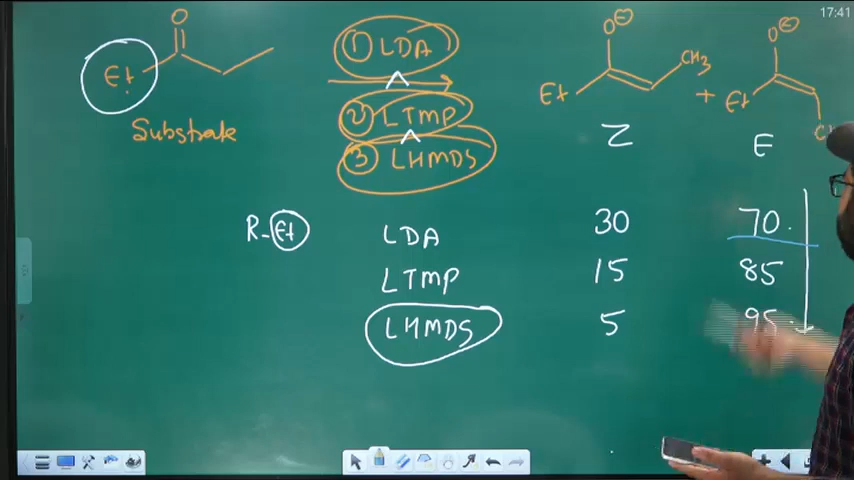 17:41
O
① LDA
O⊖
O⊖
Et
CH3
② LTMP
Et
+
Et
Substrate
③ LHMDS
Z
E
R-Et
LDA 30 70
LTMP 15 85
LHMDS 5 95